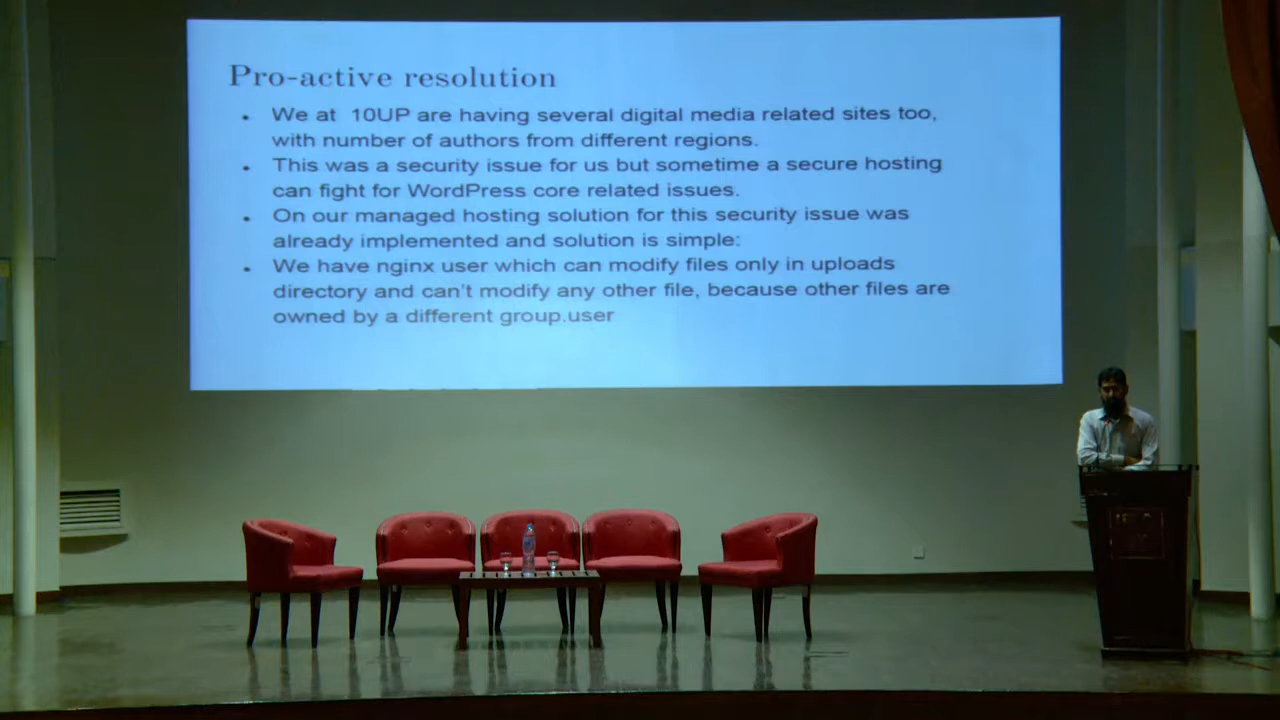 Pro-active resolution
• We at 10UP are having several digital media related sites too,
with number of authors from different regions.
• This was a security issue for us but sometime a secure hosting
can fight for WordPress core related issues.
• On our managed hosting solution for this security issue was
already implemented and solution is simple:
• We have nginx user which can modify files only in uploads
directory and can't modify any other file, because other files are
owned by a different group.user